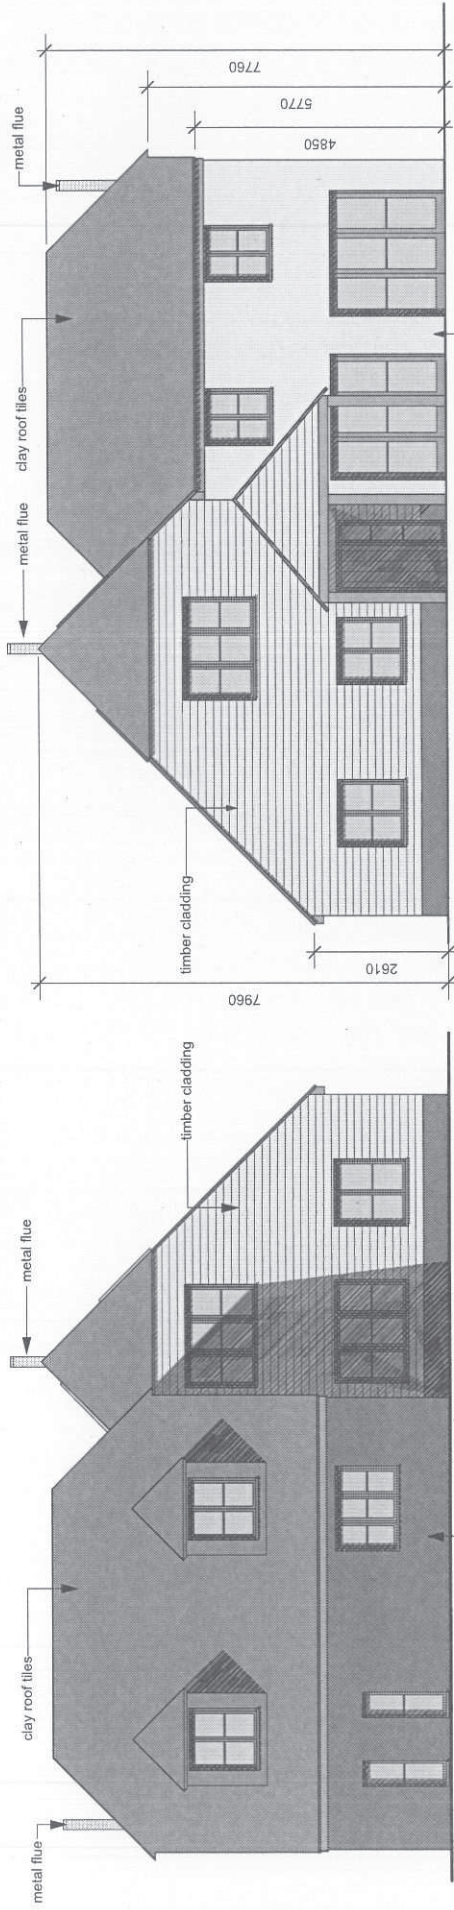 metal flue
clay roof tiles
metal flue
timber cladding
7960
2610
timber cladding
metal flue
clay roof tiles
metal flue
4850
5770
7760